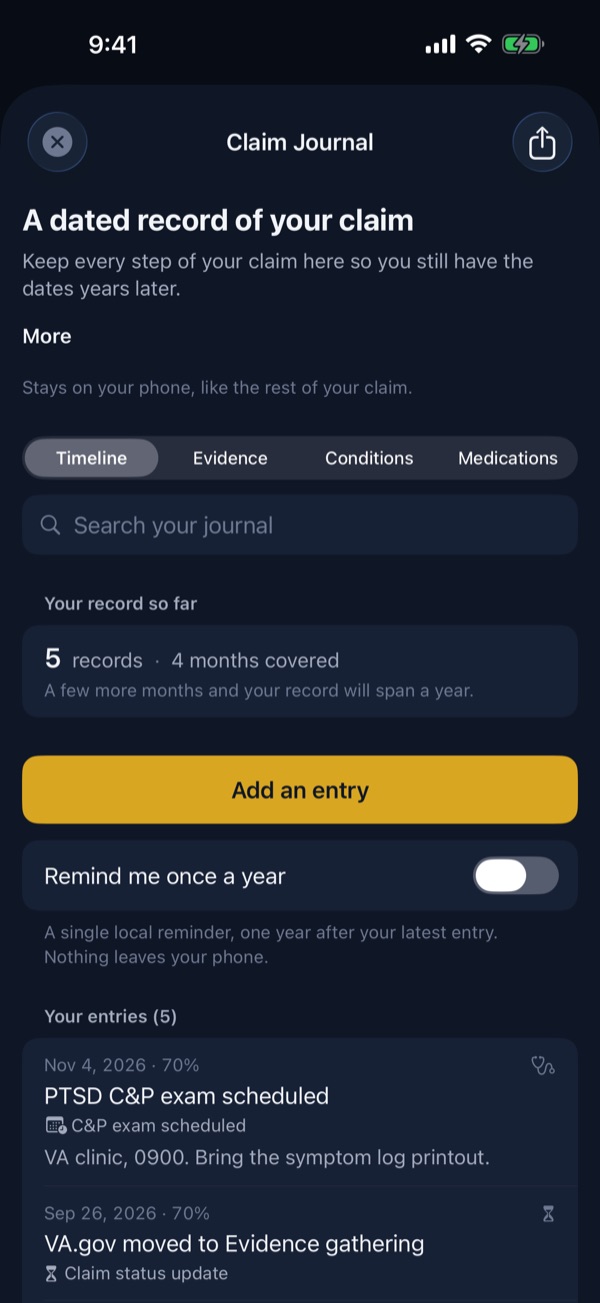 9:41
Claim Journal
A dated record of your claim
Keep every step of your claim here so you still have the
dates years later.
More
Stays on your phone, like the rest of your claim.
Timeline
Evidence
Conditions
Medications
Search your journal
Your record so far
5 records · 4 months covered
A few more months and your record will span a year.
Add an entry
Remind me once a year
A single local reminder, one year after your latest entry.
Nothing leaves your phone.
Your entries (5)
Nov 4, 2026 · 70%
PTSD C&P exam scheduled
C&P exam scheduled
VA clinic, 0900. Bring the symptom log printout.
Sep 26, 2026 · 70%
VA.gov moved to Evidence gathering
Claim status update